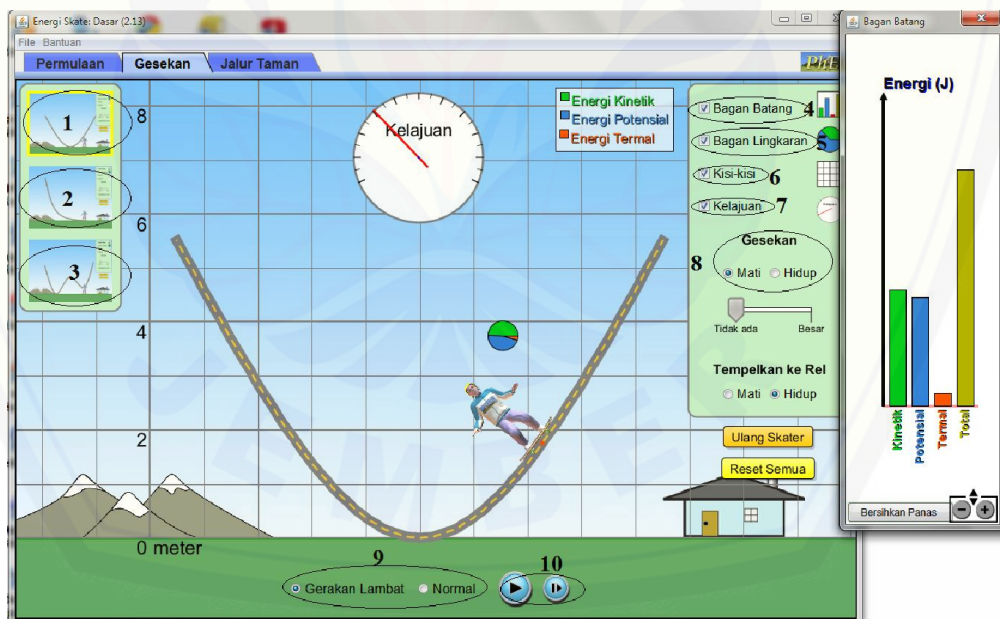 Energi Skate: Dasar (2.13)
File Bantuan
Permulaan
Gesekan
Jalur Taman
PhET
1
2
3
8
6
4
2
0 meter
Kelajuan
Energi Kinetik
Energi Potensial
Energi Termal
Bagan Batang 4
Bagan Lingkaran 5
Kisi-kisi 6
Kelajuan 7
Gesekan
8
Mati Hidup
Tidak ada Besar
Tempelkan ke Rel
Mati Hidup
Ulang Skater
Reset Semua
9
Gerakan Lambat Normal
10
JEMBER
Bagan Batang
Energi (J)
Kinetik
Potensial
Termal
Total
Bersihkan Panas